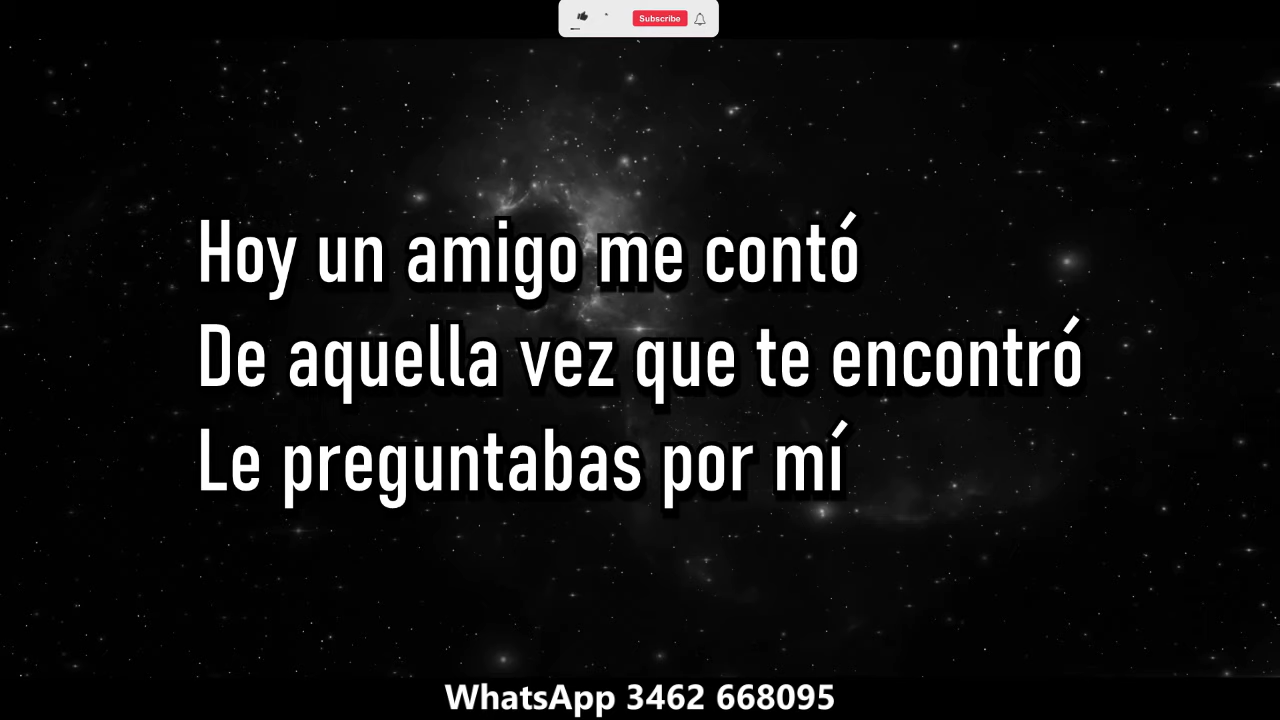 Subscribe
Hoy un amigo me contó
De aquella vez que te encontró
Le preguntabas por mí
WhatsApp 3462 668095